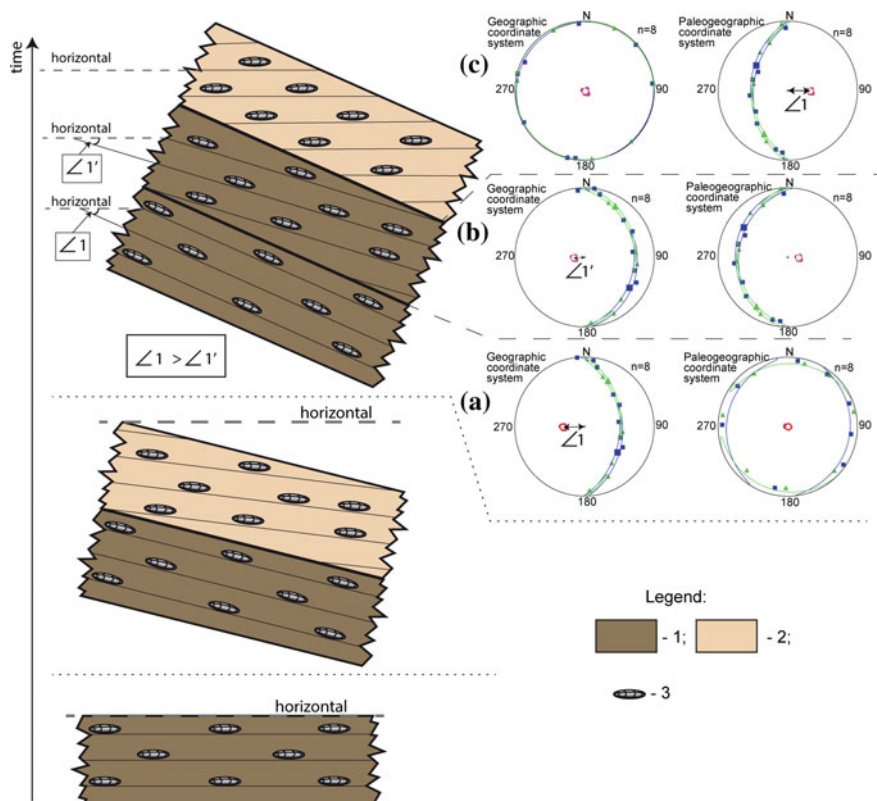 time
horizontal
horizontal
∠1'
horizontal
∠1
∠1 > ∠1'
(c)
Geographic
coordinate
system
N
n=8
270
90
180
Paleogeographic
coordinate
system
N
n=8
270
90
∠1
180
(b)
Geographic
coordinate
system
N
n=8
270
90
∠1'
180
Paleogeographic
coordinate
system
N
n=8
270
90
180
(a)
Geographic
coordinate
system
N
n=8
270
90
∠1
180
Paleogeographic
coordinate
system
N
n=8
270
90
180
horizontal
Legend:
- 1;
- 2;
- 3
horizontal